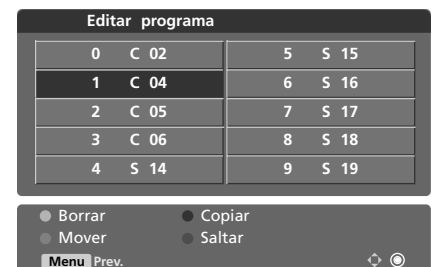 Editar programa
0 C 02 5 S 15
1 C 04 6 S 16
2 C 05 7 S 17
3 C 06 8 S 18
4 S 14 9 S 19
Borrar Copiar
Mover Saltar
Menu Prev.